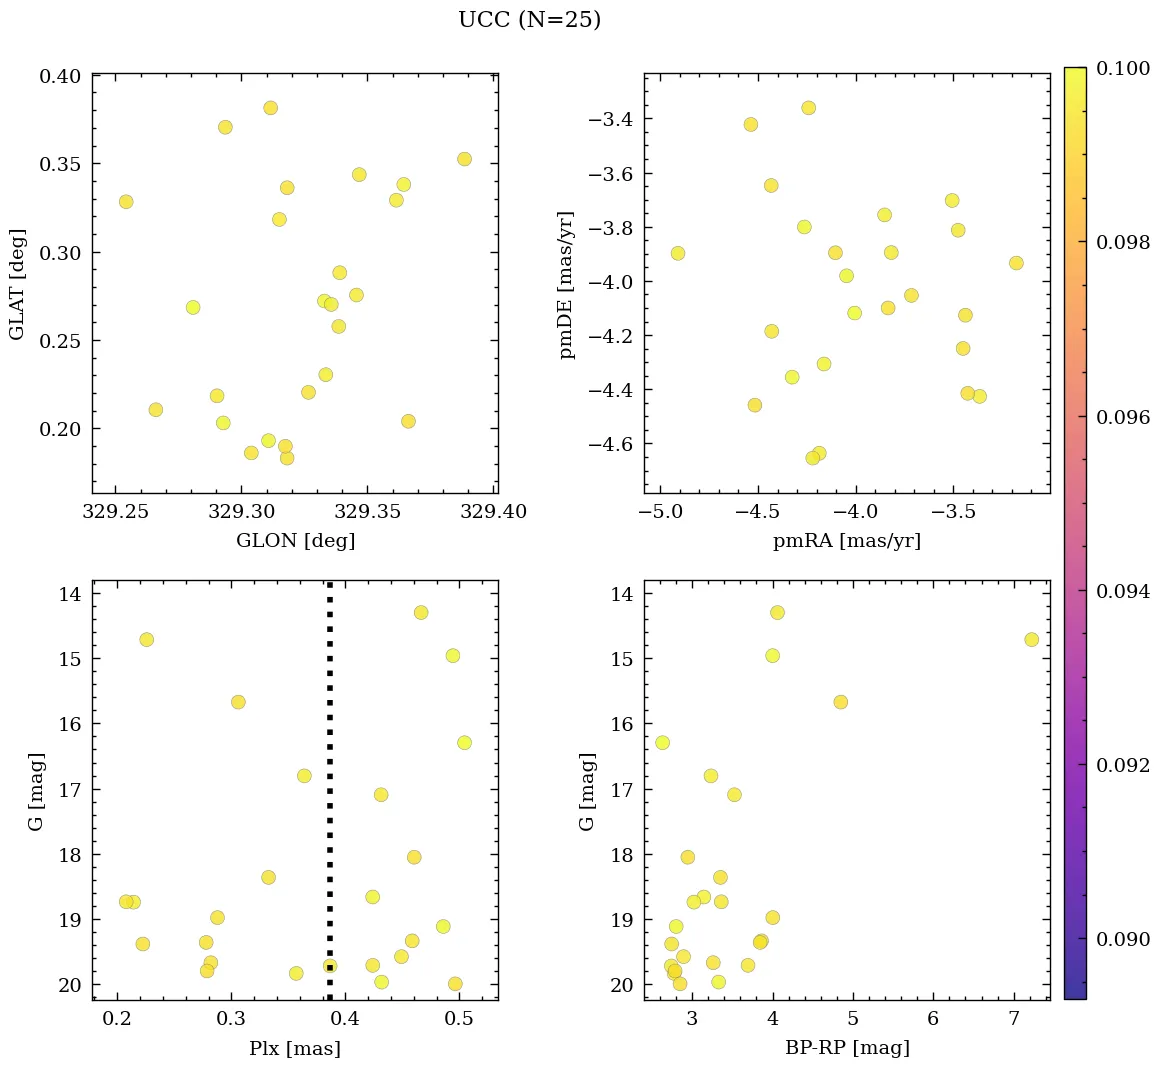 UCC (N=25)
0.40
0.35
0.30
0.25
0.20
GLAT [deg]
329.25 329.30 329.35 329.40
GLON [deg]
−3.4
−3.6
−3.8
−4.0
−4.2
−4.4
−4.6
pmDE [mas/yr]
−5.0 −4.5 −4.0 −3.5
pmRA [mas/yr]
14
15
16
17
18
19
20
G [mag]
0.2 0.3 0.4 0.5
Plx [mas]
14
15
16
17
18
19
20
G [mag]
3 4 5 6 7
BP-RP [mag]
0.100
0.098
0.096
0.094
0.092
0.090